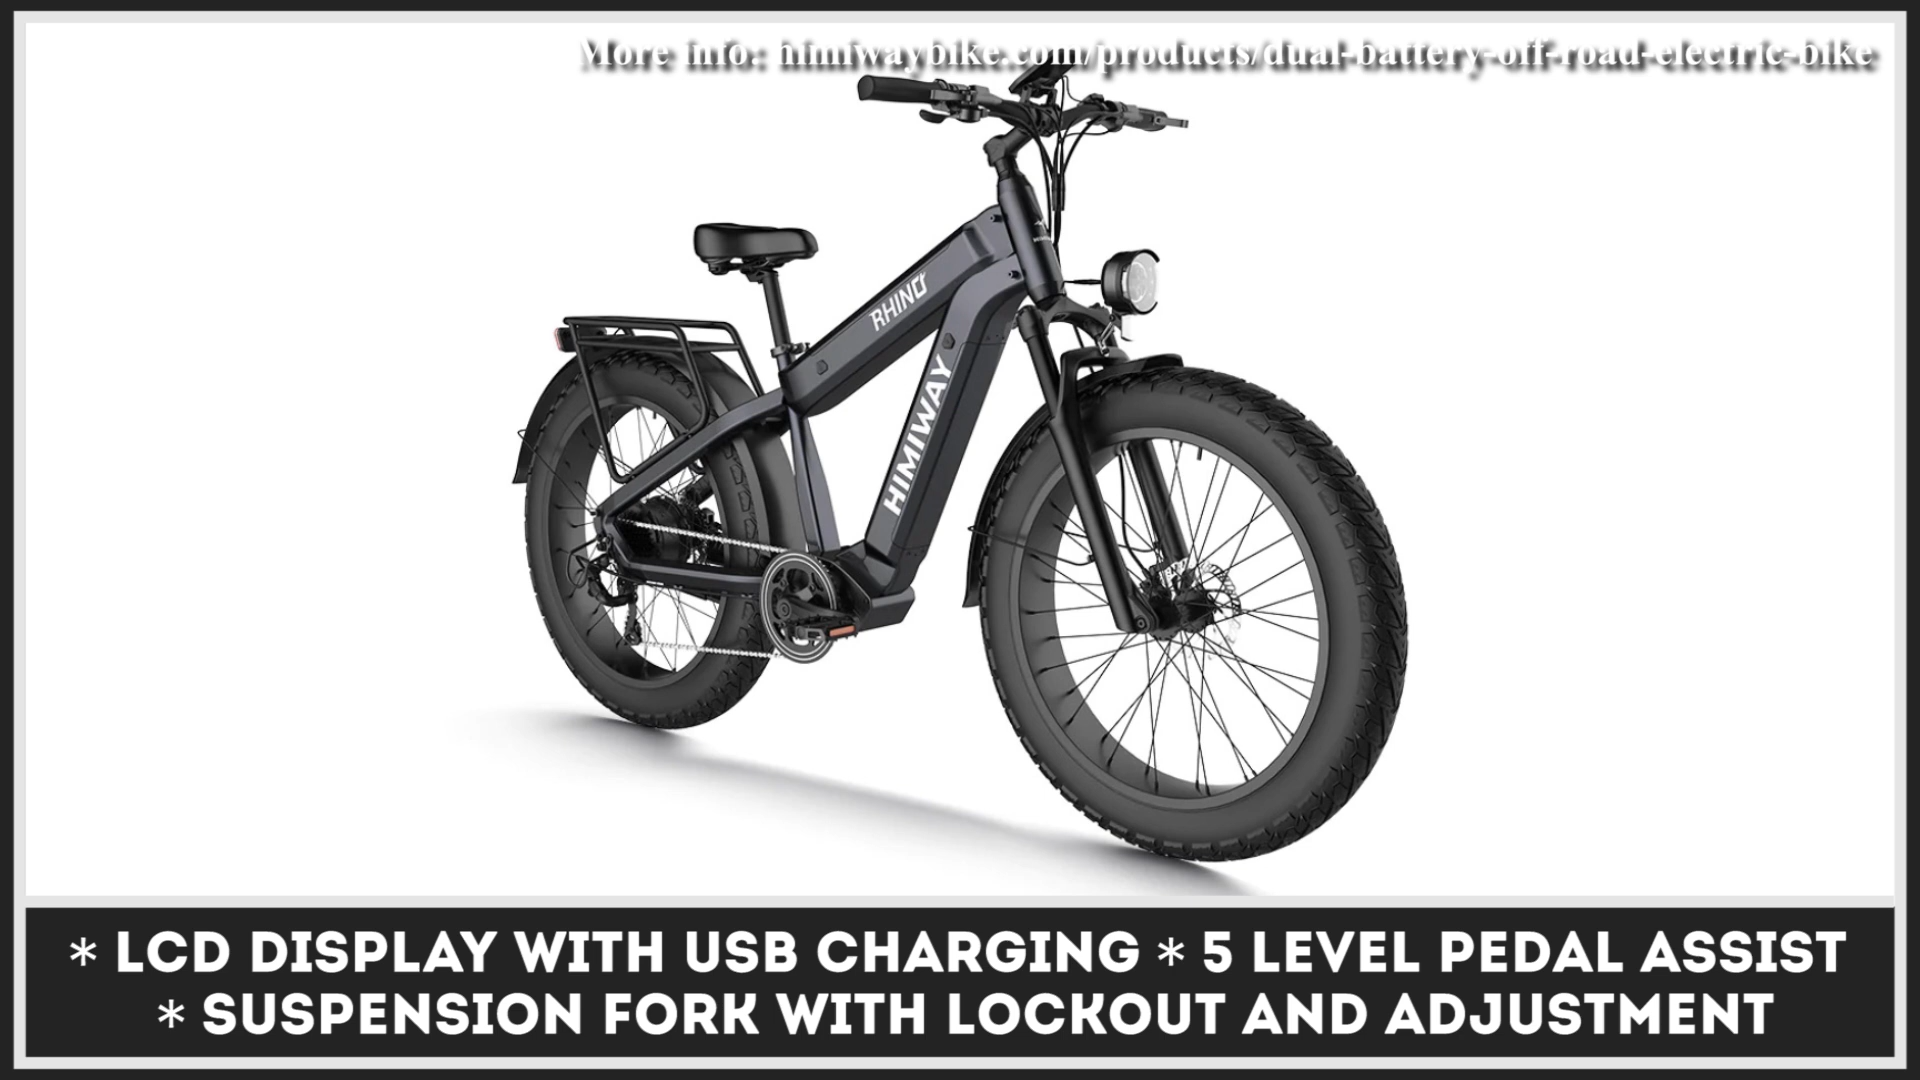 More info: himiwaybike.com/products/dual-battery-off-road-electric-bike
RHINO
HIMIWAY
* LCD DISPLAY WITH USB CHARGING * 5 LEVEL PEDAL ASSIST
* SUSPENSION FORK WITH LOCKOUT AND ADJUSTMENT